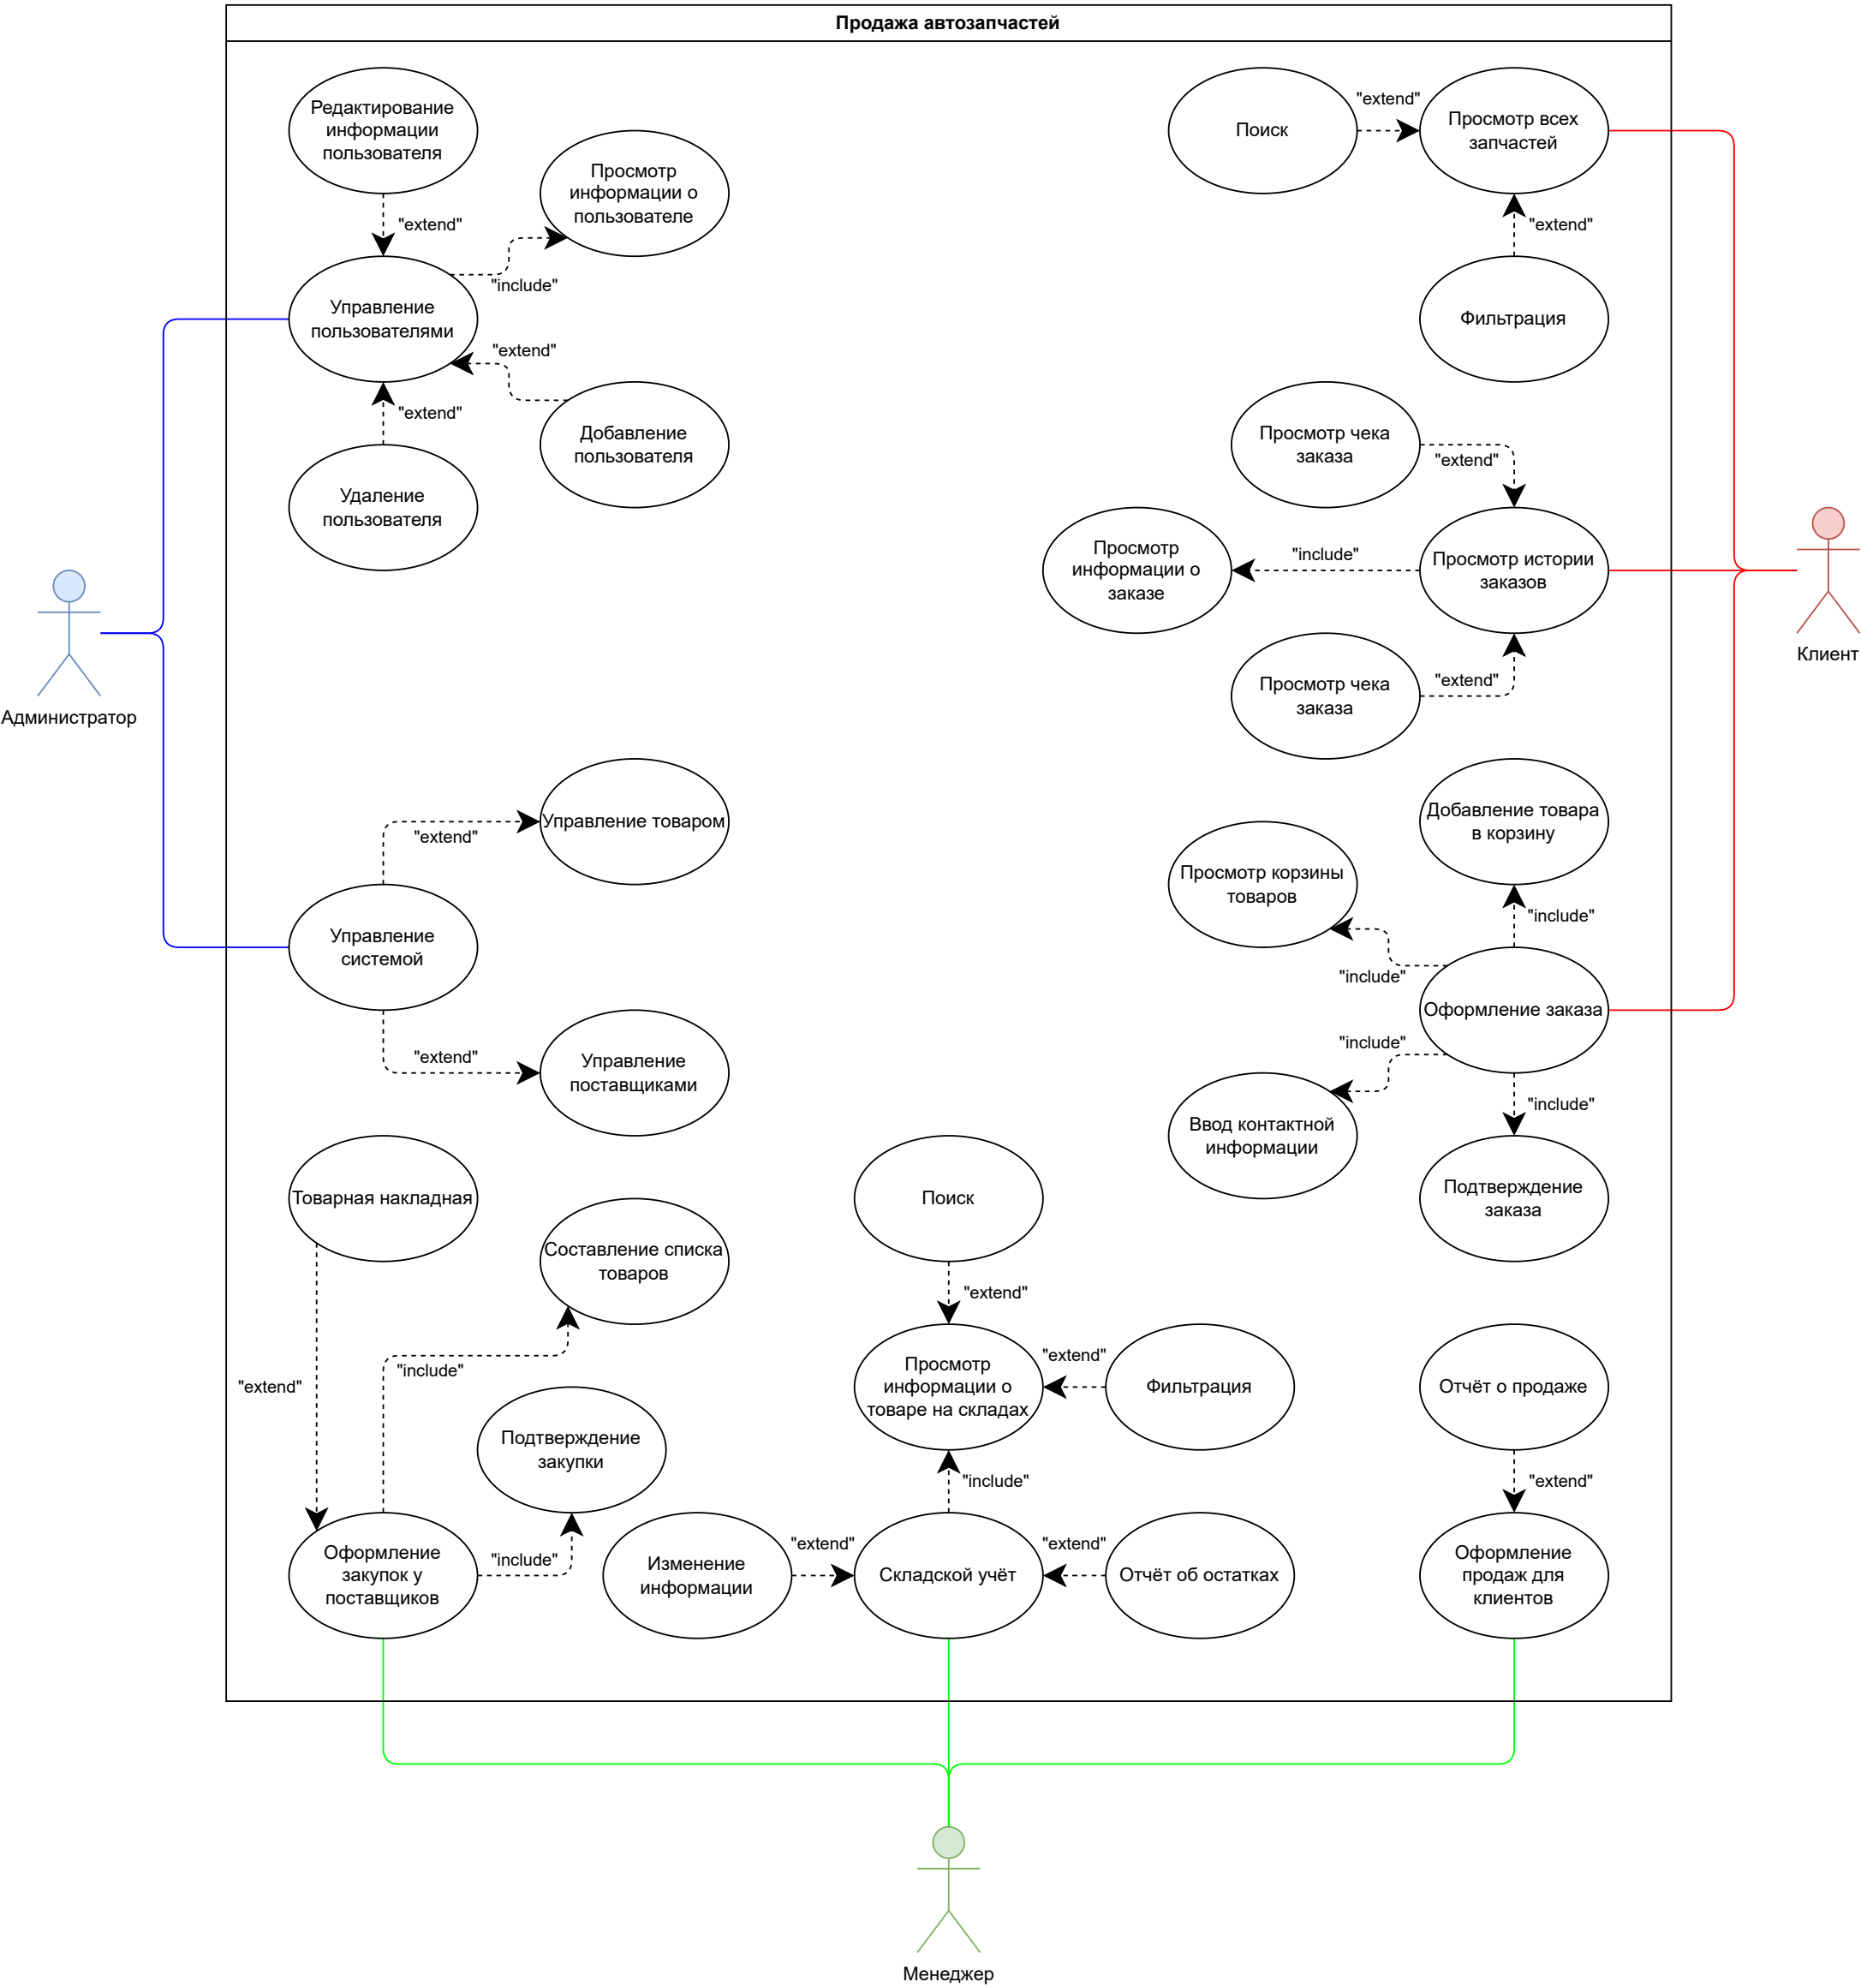 Продажа автозапчастей
Редактирование
информации
пользователя
"extend"
Просмотр
информации о
пользователе
"include"
Управление
пользователями
"extend"
Добавление
пользователя
"extend"
Удаление
пользователя
Администратор
Поиск
"extend"
Просмотр всех
запчастей
"extend"
Фильтрация
Просмотр чека
заказа
"extend"
Просмотр
информации о
заказе
"include"
Просмотр истории
заказов
Просмотр чека
заказа
"extend"
Клиент
Управление товаром
"extend"
Управление
системой
"extend"
Управление
поставщиками
Добавление товара
в корзину
Просмотр корзины
товаров
"include"
"include"
Оформление заказа
"include"
"include"
Ввод контактной
информации
Подтверждение
заказа
Товарная накладная
Составление списка
товаров
"extend"
"include"
Подтверждение
закупки
"include"
Оформление
закупок у
поставщиков
Поиск
"extend"
Просмотр
информации о
товаре на складах
"extend"
Фильтрация
"include"
Изменение
информации
"extend"
Складской учёт
"extend"
Отчёт об остатках
Отчёт о продаже
"extend"
Оформление
продаж для
клиентов
Менеджер